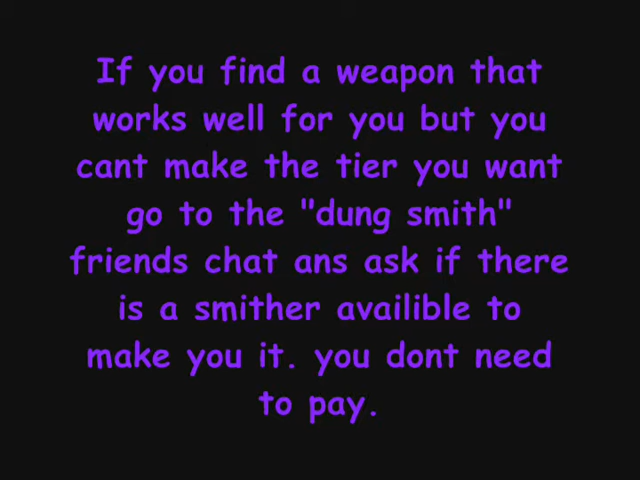 If you find a weapon that
works well for you but you
cant make the tier you want
go to the "dung smith"
friends chat ans ask if there
is a smither availible to
make you it. you dont need
to pay.